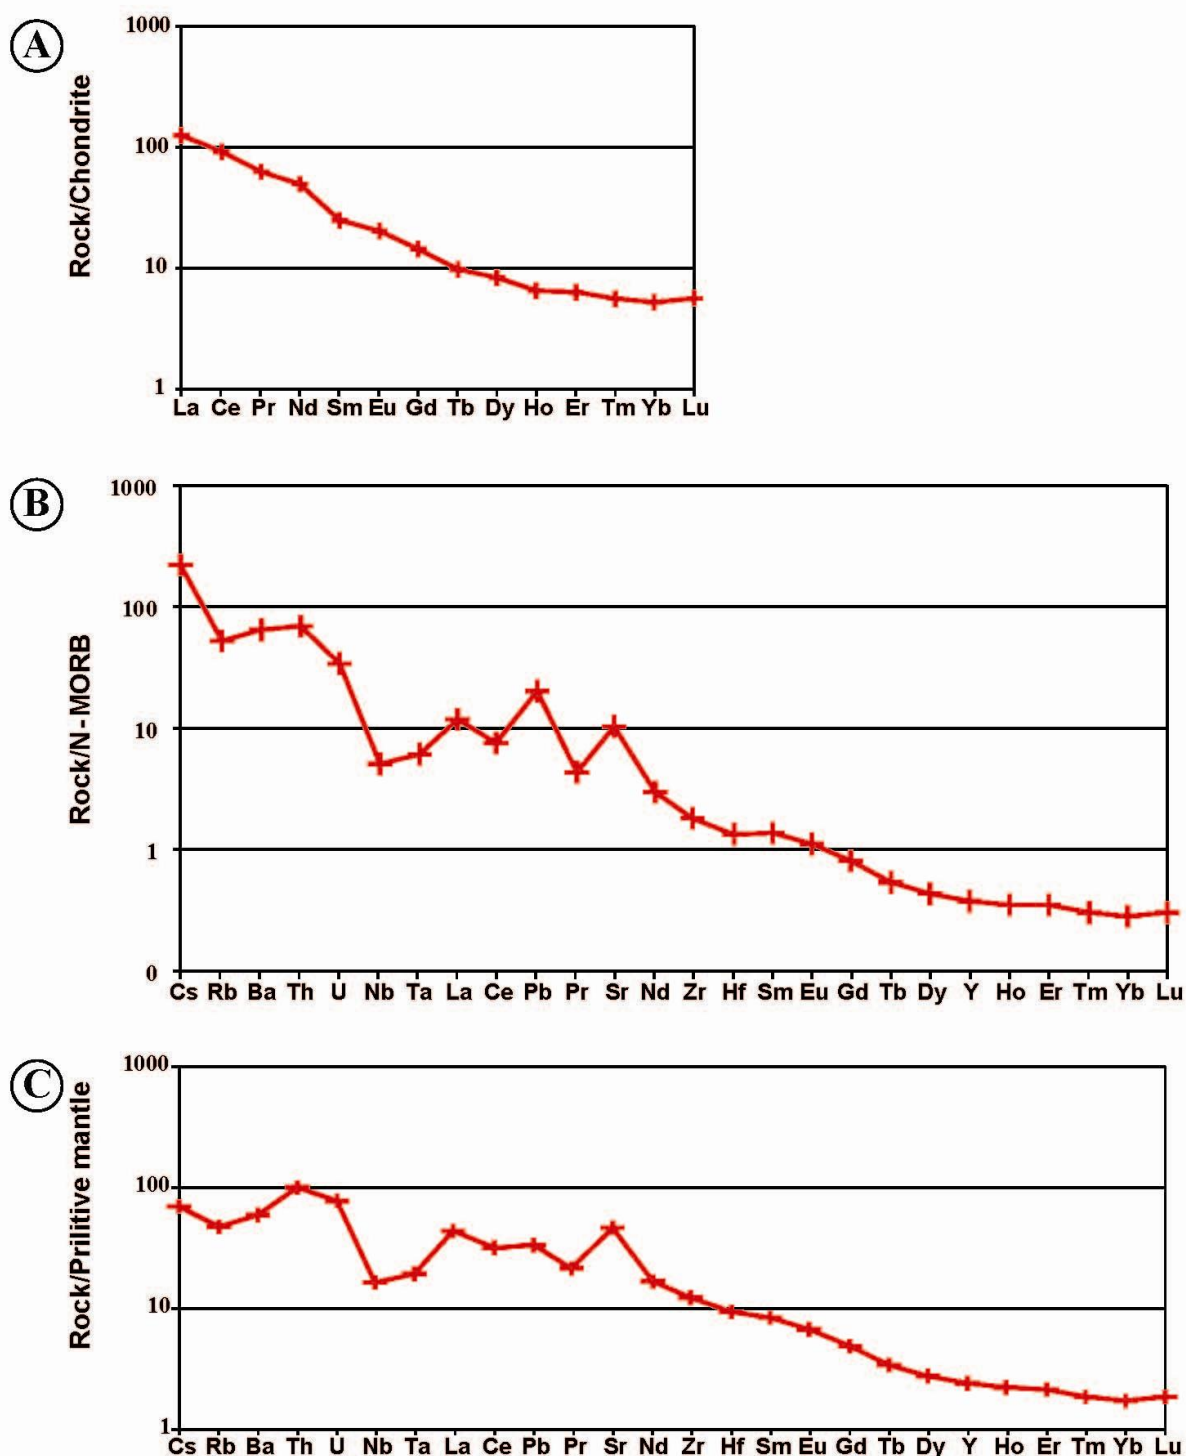 A
Rock/Chondrite
1000
100
10
1
La Ce Pr Nd Sm Eu Gd Tb Dy Ho Er Tm Yb Lu
B
Rock/N-MORB
1000
100
10
1
0
Cs Rb Ba Th U Nb Ta La Ce Pb Pr Sr Nd Zr Hf Sm Eu Gd Tb Dy Y Ho Er Tm Yb Lu
C
Rock/Prilitive mantle
1000
100
10
1
Cs Rb Ba Th U Nb Ta La Ce Pb Pr Sr Nd Zr Hf Sm Eu Gd Tb Dy Y Ho Er Tm Yb Lu